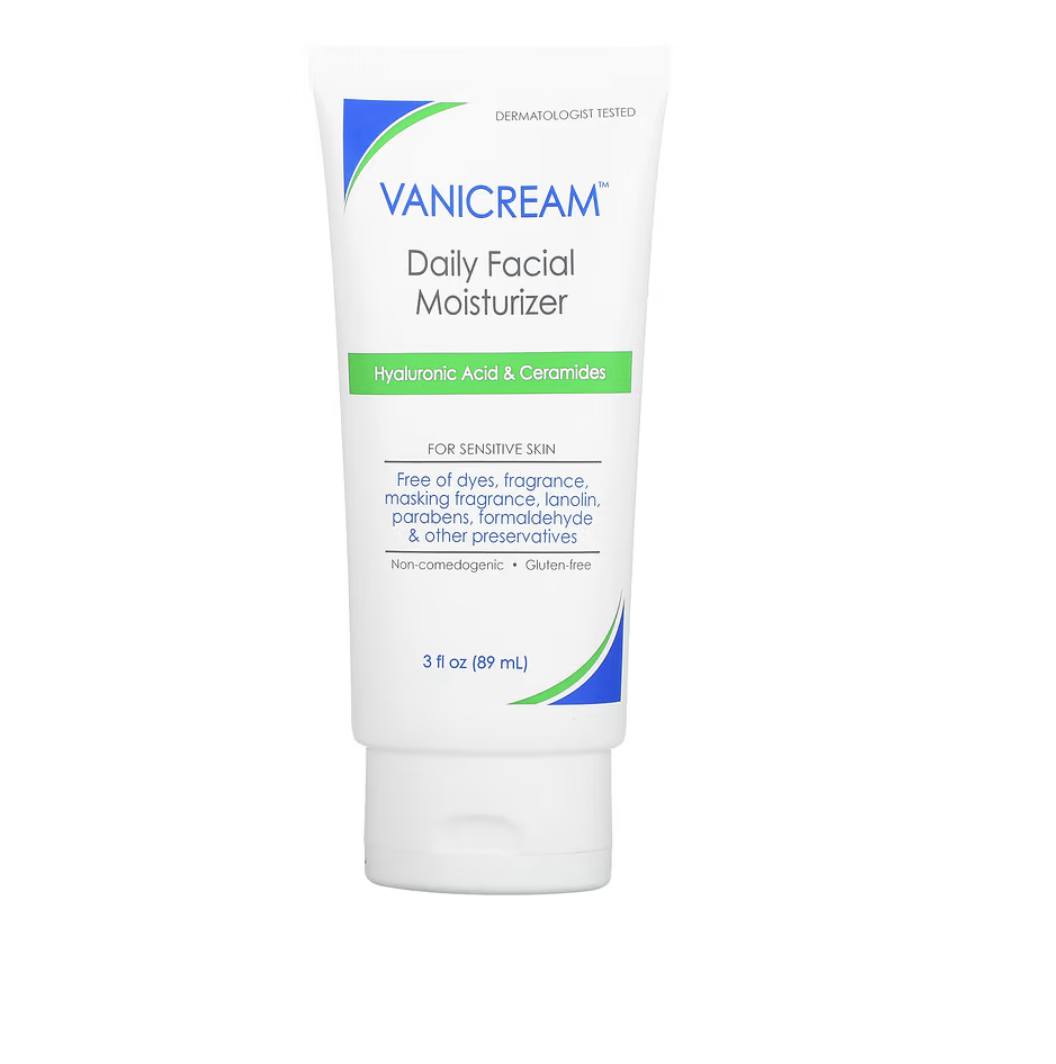 DERMATOLOGIST TESTED
VANICREAM™
Daily Facial
Moisturizer
Hyaluronic Acid & Ceramides
FOR SENSITIVE SKIN
Free of dyes, fragrance,
masking fragrance, lanolin,
parabens, formaldehyde
& other preservatives
Non-comedogenic • Gluten-free
3 fl oz (89 mL)